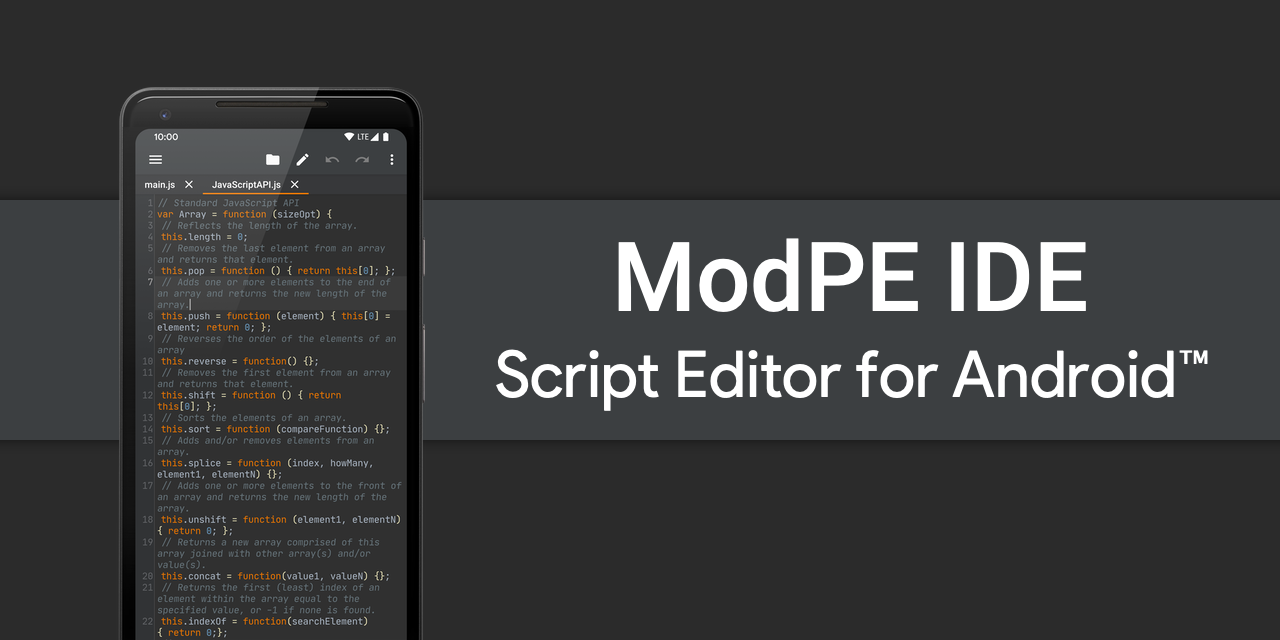 10:00
LTE
main.js
JavaScriptAPI.js
1 // Standard JavaScript API
2 var Array = function (sizeOpt) {
3 // Reflects the length of the array.
4 this.length = 0;
5 // Removes the last element from an array
and returns that element.
6 this.pop = function () { return this[0]; };
7 // Adds one or more elements to the end of
an array and returns the new length of the
array.
8 this.push = function (element) { this[0] =
element; return 0; };
9 // Reverses the order of the elements of an
array
10 this.reverse = function() {};
11 // Removes the first element from an array
and returns that element.
12 this.shift = function () { return
this[0]; };
13 // Sorts the elements of an array.
14 this.sort = function (compareFunction) {};
15 // Adds and/or removes elements from an
array.
16 this.splice = function (index, howMany,
element1, elementN) {};
17 // Adds one or more elements to the front of
an array and returns the new length of the
array.
18 this.unshift = function (element1, elementN)
{ return 0; };
19 // Returns a new array comprised of this
array joined with other array(s) and/or
value(s).
20 this.concat = function(value1, valueN) {};
21 // Returns the first (least) index of an
element within the array equal to the
specified value, or -1 if none is found.
22 this.indexOf = function(searchElement)
{ return 0;};
ModPE IDE
Script Editor for Android™